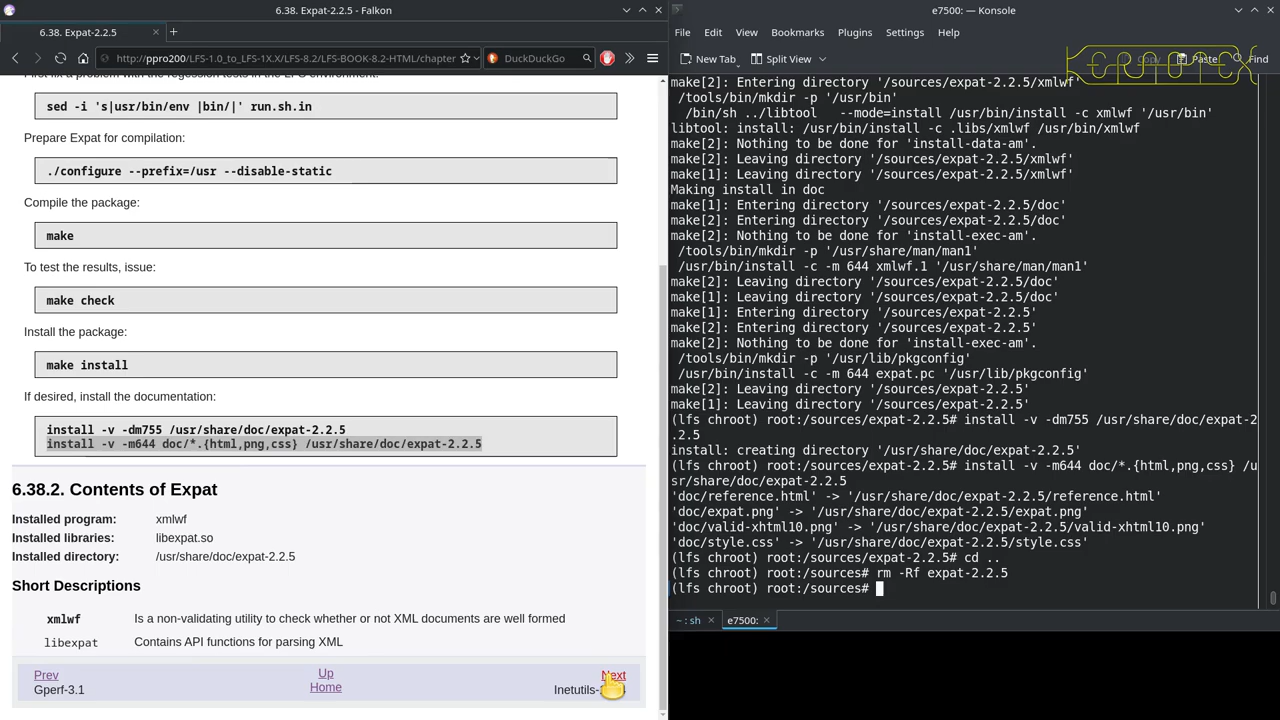 6.38. Expat-2.2.5 - Falkon
6.38. Expat-2.2.5
http://ppro200/LFS-1.0_to_LFS-1X.X/LFS-8.2/LFS-BOOK-8.2-HTML/chapter
DuckDuckGo
First fix a problem with the regression tests in the LFS environment:
sed -i 's|usr/bin/env |bin/|' run.sh.in
Prepare Expat for compilation:
./configure --prefix=/usr --disable-static
Compile the package:
make
To test the results, issue:
make check
Install the package:
make install
If desired, install the documentation:
install -v -dm755 /usr/share/doc/expat-2.2.5
install -v -m644 doc/*.{html,png,css} /usr/share/doc/expat-2.2.5
6.38.2. Contents of Expat
Installed program: xmlwf
Installed libraries: libexpat.so
Installed directory: /usr/share/doc/expat-2.2.5
Short Descriptions
xmlwf Is a non-validating utility to check whether or not XML documents are well formed
libexpat Contains API functions for parsing XML
Prev Up Next
Gperf-3.1 Home Inetutils-
e7500: — Konsole
File Edit View Bookmarks Plugins Settings Help
New Tab Split View Copy Paste Find
make[2]: Entering directory '/sources/expat-2.2.5/xmlwf'
/tools/bin/mkdir -p '/usr/bin'
/bin/sh ../libtool --mode=install /usr/bin/install -c xmlwf '/usr/bin'
libtool: install: /usr/bin/install -c .libs/xmlwf /usr/bin/xmlwf
make[2]: Nothing to be done for 'install-data-am'.
make[2]: Leaving directory '/sources/expat-2.2.5/xmlwf'
make[1]: Leaving directory '/sources/expat-2.2.5/xmlwf'
Making install in doc
make[1]: Entering directory '/sources/expat-2.2.5/doc'
make[2]: Entering directory '/sources/expat-2.2.5/doc'
make[2]: Nothing to be done for 'install-exec-am'.
/tools/bin/mkdir -p '/usr/share/man/man1'
/usr/bin/install -c -m 644 xmlwf.1 '/usr/share/man/man1'
make[2]: Leaving directory '/sources/expat-2.2.5/doc'
make[1]: Leaving directory '/sources/expat-2.2.5/doc'
make[1]: Entering directory '/sources/expat-2.2.5'
make[2]: Entering directory '/sources/expat-2.2.5'
make[2]: Nothing to be done for 'install-exec-am'.
/tools/bin/mkdir -p '/usr/lib/pkgconfig'
/usr/bin/install -c -m 644 expat.pc '/usr/lib/pkgconfig'
make[2]: Leaving directory '/sources/expat-2.2.5'
make[1]: Leaving directory '/sources/expat-2.2.5'
(lfs chroot) root:/sources/expat-2.2.5# install -v -dm755 /usr/share/doc/expat-2
.2.5
install: creating directory '/usr/share/doc/expat-2.2.5'
(lfs chroot) root:/sources/expat-2.2.5# install -v -m644 doc/*.{html,png,css} /u
sr/share/doc/expat-2.2.5
'doc/reference.html' -> '/usr/share/doc/expat-2.2.5/reference.html'
'doc/expat.png' -> '/usr/share/doc/expat-2.2.5/expat.png'
'doc/valid-xhtml10.png' -> '/usr/share/doc/expat-2.2.5/valid-xhtml10.png'
'doc/style.css' -> '/usr/share/doc/expat-2.2.5/style.css'
(lfs chroot) root:/sources/expat-2.2.5# cd ..
(lfs chroot) root:/sources# rm -Rf expat-2.2.5
(lfs chroot) root:/sources#
~ : sh e7500: